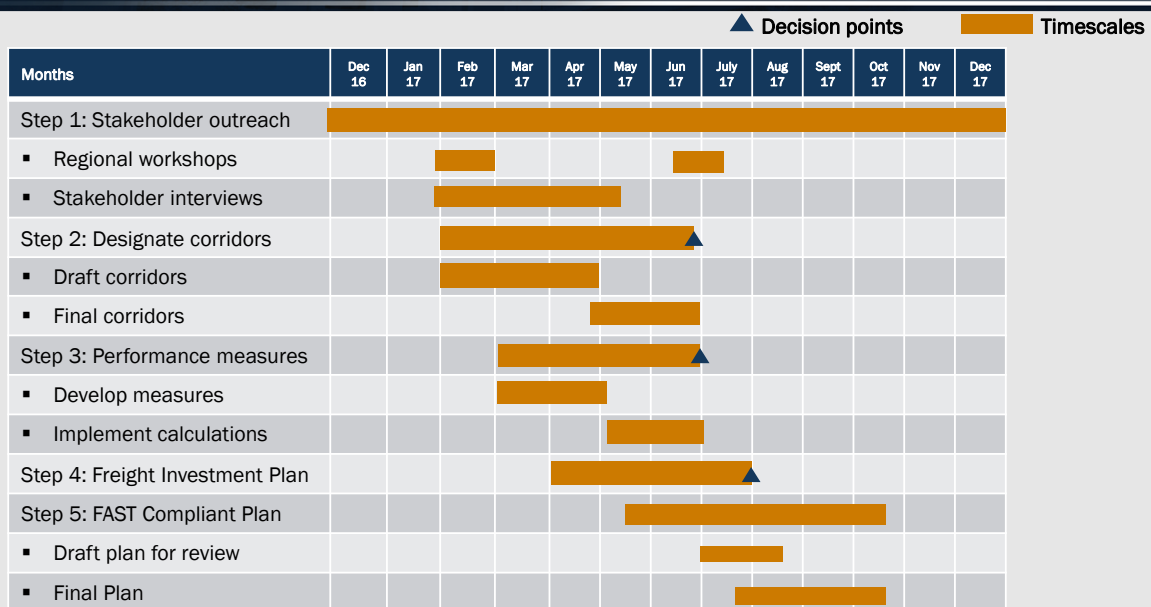 Decision points Timescales
Months Dec 16 Jan 17 Feb 17 Mar 17 Apr 17 May 17 Jun 17 July 17 Aug 17 Sept 17 Oct 17 Nov 17 Dec 17
Step 1: Stakeholder outreach
▪ Regional workshops
▪ Stakeholder interviews
Step 2: Designate corridors
▪ Draft corridors
▪ Final corridors
Step 3: Performance measures
▪ Develop measures
▪ Implement calculations
Step 4: Freight Investment Plan
Step 5: FAST Compliant Plan
▪ Draft plan for review
▪ Final Plan